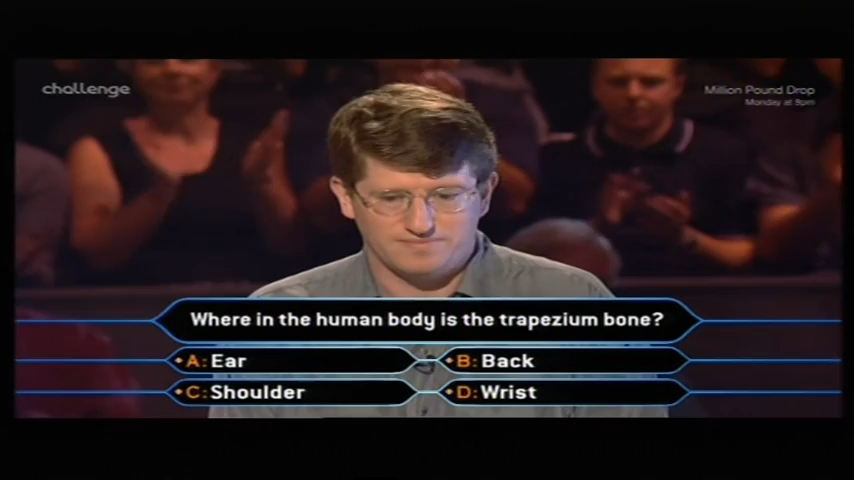 challenge
Million Pound Drop
Monday at 8pm
Where in the human body is the trapezium bone?
A: Ear
B: Back
C: Shoulder
D: Wrist